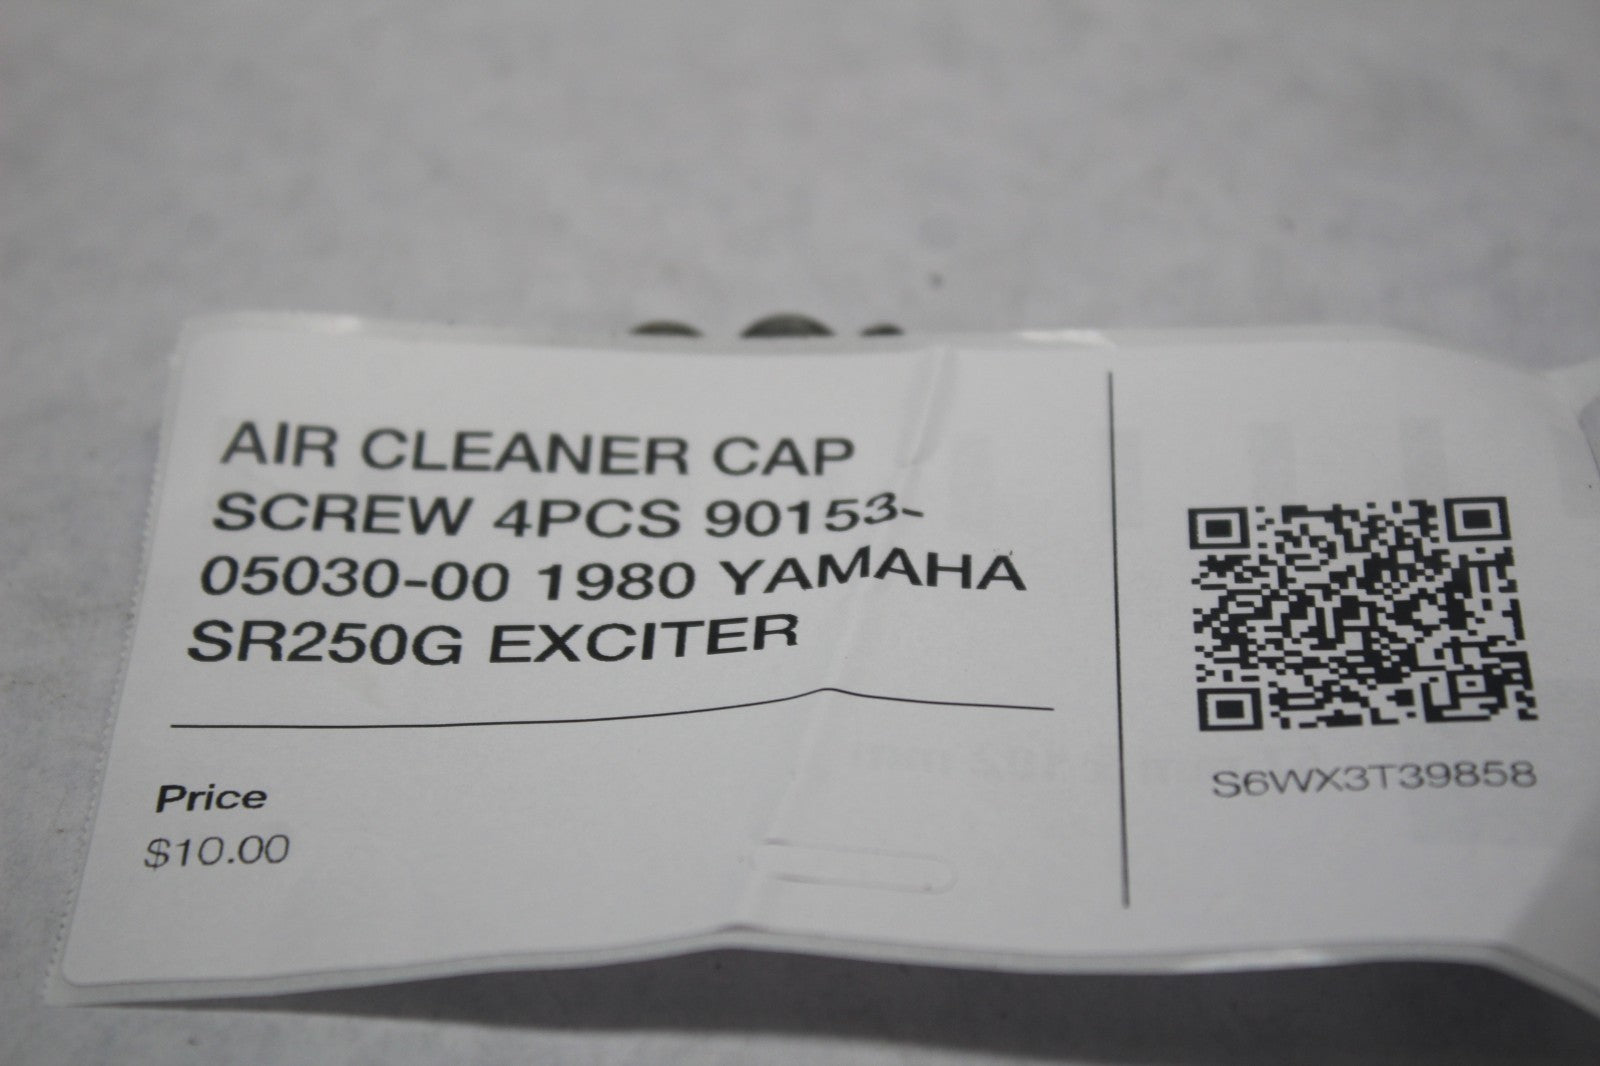 AIR CLEANER CAP
SCREW 4PCS 90153-
05030-00 1980 YAMAHA
SR250G EXCITER
Price
$10.00
S6WX3T39858